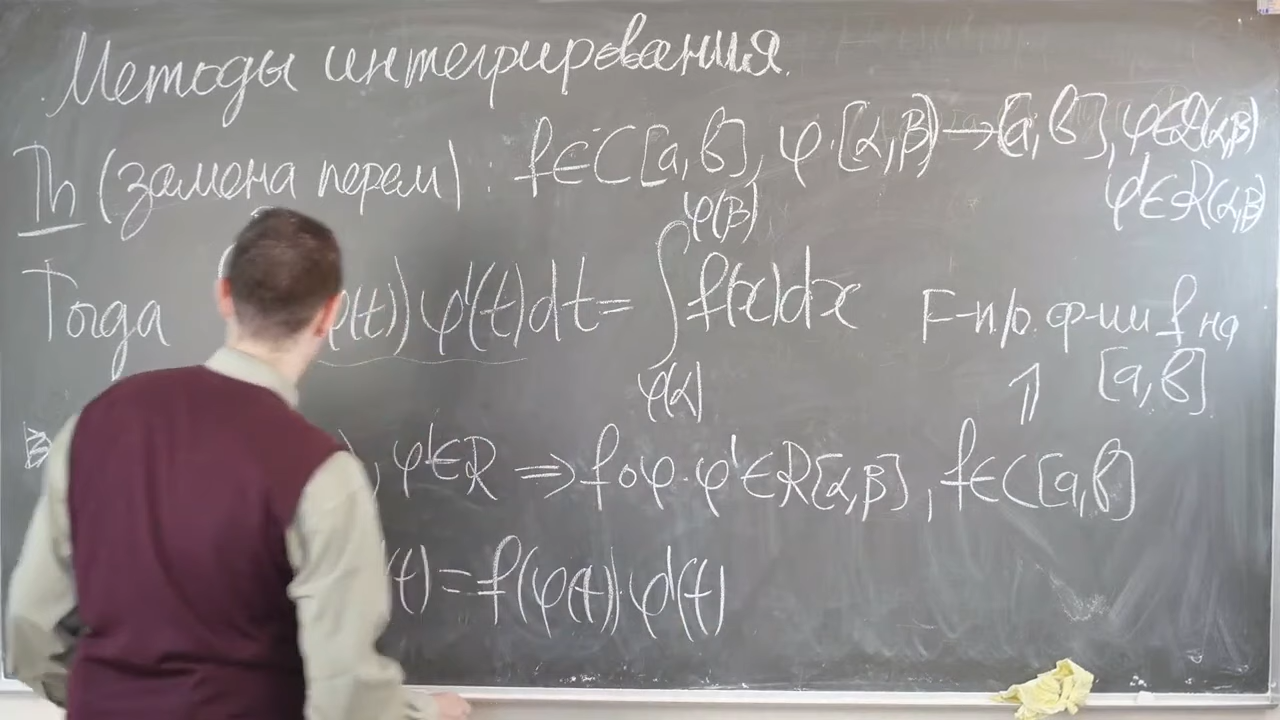 Методы интегрирования.
Th (замена перем): f∈C[a,b], φ:[α,β]→[a,b], φ∈D(α,β)
φ'∈R(α,β)
Тогда φ(t))φ'(t)dt = ∫_{φ(α)}^{φ(β)} f(x)dx F-п/р. ф-ии f на
[a,b]
⇑
), φ'∈R ⇒ f∘φ·φ'∈R[α,β], f∈C[a,b]
(t) = f(φ(t))·φ'(t)